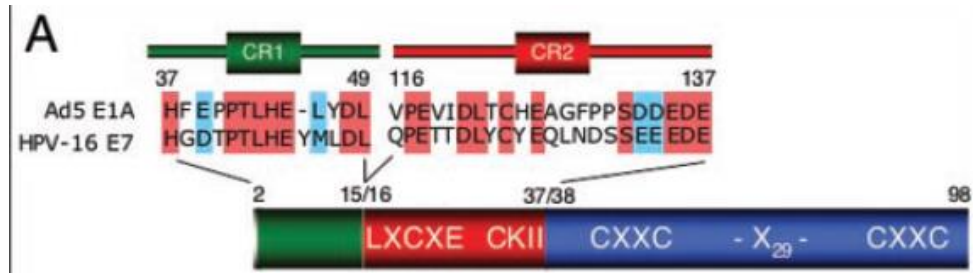 A
CR1 CR2
37 49 116 137
Ad5 E1A HFEPPTLHE-LYDL VPEVIDLTCHEAGFPPSDDEDE
HPV-16 E7 HGDTPTLHEYMLDL QPETTDLYCYEQLNDSSEEEDE
2 15/16 37/38 98
LXCXE CKII CXXC - X29 - CXXC